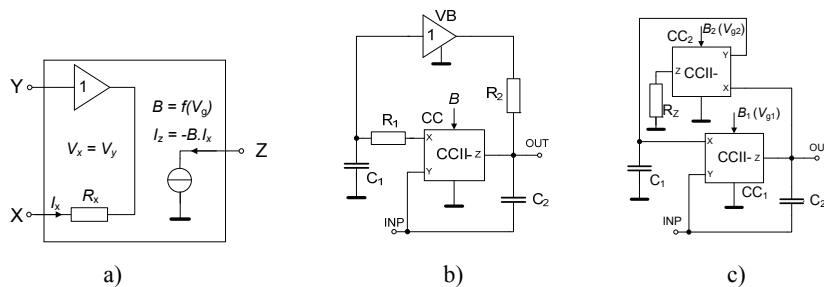 Y
1
B = f(Vg)
Iz = -B.Ix
Vx = Vy
Z
Ix
Rx
X
a)
VB
1
R1
CC
B
R2
X
CCII-
Z
OUT
Y
C1
C2
INP
b)
B2 (Vg2)
CC2
Y
CCII-
Z
X
RZ
B1 (Vg1)
OU
X
CCII-
Z
Y
C1
CC1
C2
INP
c)